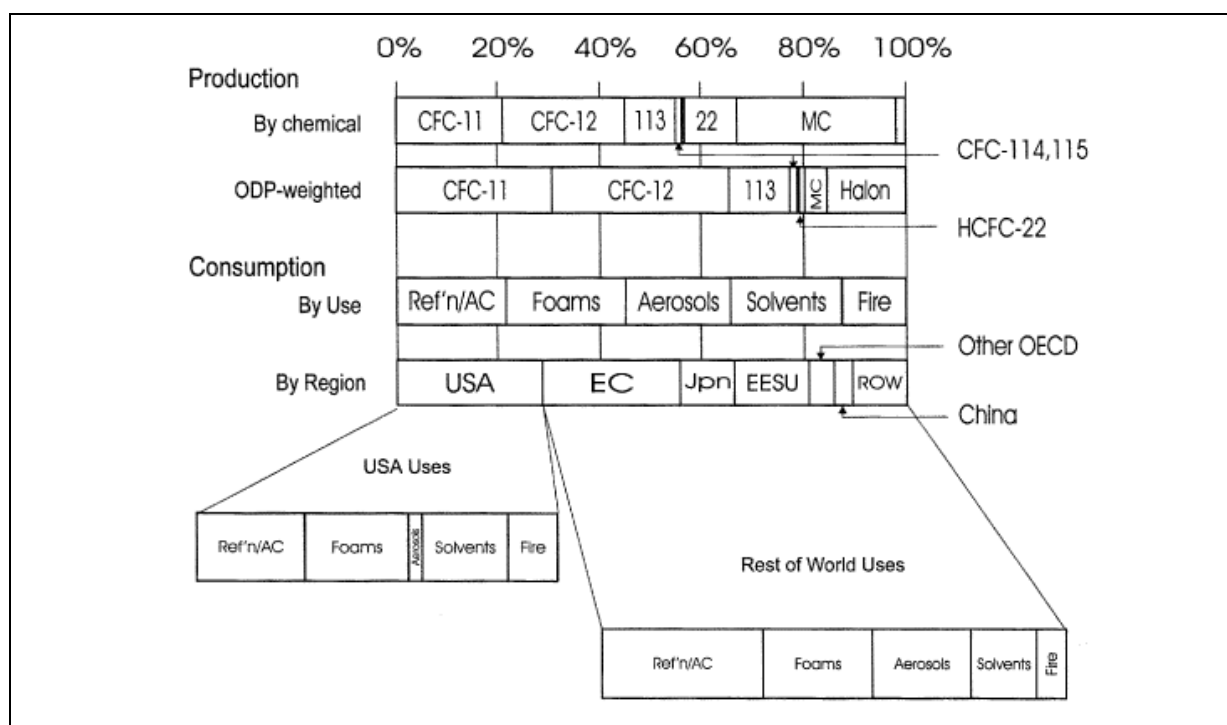 0% 20% 40% 60% 80% 100%
Production
By chemical CFC-11 CFC-12 113 22 MC
CFC-114,115
ODP-weighted CFC-11 CFC-12 113 MC Halon
HCFC-22
Consumption
By Use Ref'n/AC Foams Aerosols Solvents Fire
Other OECD
By Region USA EC Jpn EESU ROW
China
USA Uses
Ref'n/AC Foams Aerosols Solvents Fire
Rest of World Uses
Ref'n/AC Foams Aerosols Solvents Fire